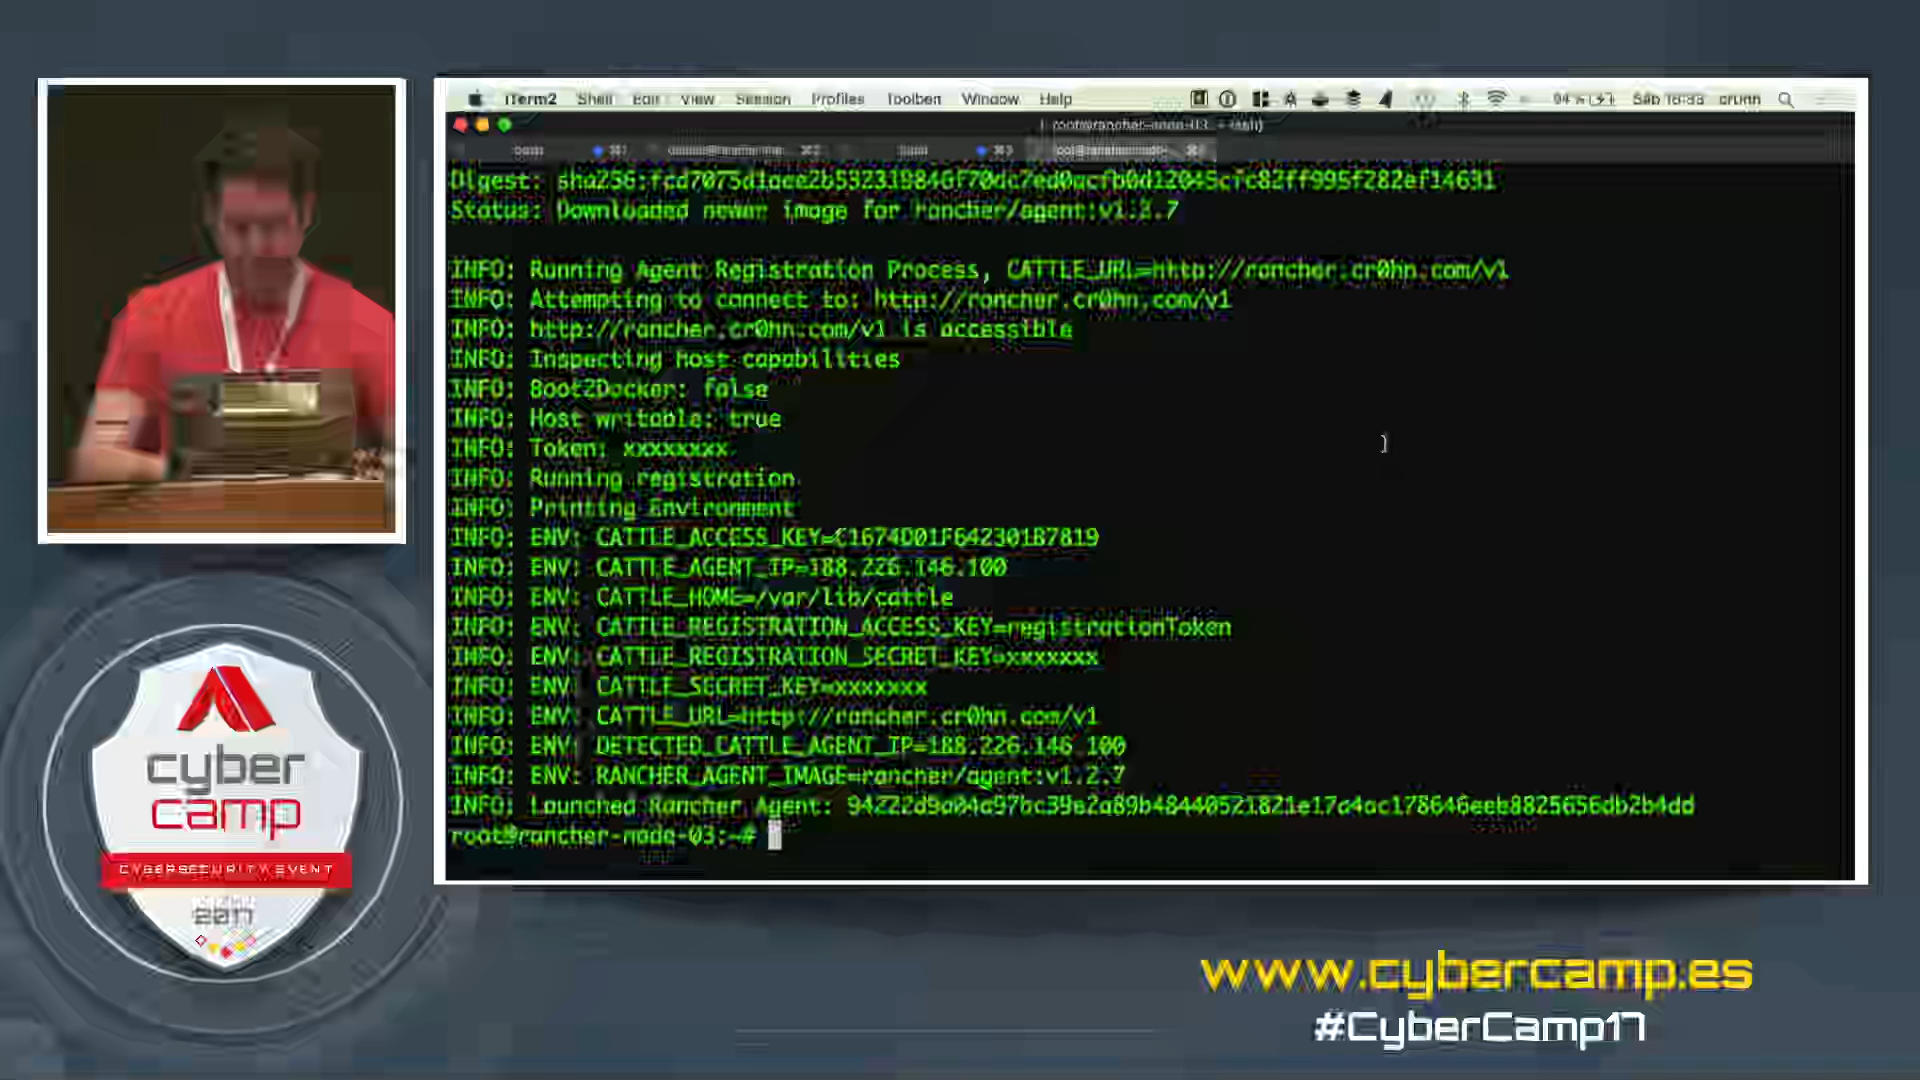 iTerm2 Shell Edit View Session Profiles Toolbelt Window Help
Status: Downloaded newer image for rancher/agent:v1.2.7
INFO: Running Agent Registration Process, CATTLE_URL=http://rancher.cr0hn.com/v1
INFO: Attempting to connect to: http://rancher.cr0hn.com/v1
INFO: http://rancher.cr0hn.com/v1 is accessible
INFO: Inspecting host capabilities
INFO: Boot2Docker: false
INFO: Host writable: true
INFO: Token: xxxxxxxx
INFO: Running registration
INFO: Printing Environment
INFO: ENV: CATTLE_ACCESS_KEY=C1674D01F642301B7819
INFO: ENV: CATTLE_AGENT_IP=188.226.146.100
INFO: ENV: CATTLE_HOME=/var/lib/cattle
INFO: ENV: CATTLE_REGISTRATION_ACCESS_KEY=registrationToken
INFO: ENV: CATTLE_REGISTRATION_SECRET_KEY=xxxxxxx
INFO: ENV: CATTLE_SECRET_KEY=xxxxxxx
INFO: ENV: CATTLE_URL=http://rancher.cr0hn.com/v1
INFO: ENV: DETECTED_CATTLE_AGENT_IP=188.226.146.100
INFO: ENV: RANCHER_AGENT_IMAGE=rancher/agent:v1.2.7
INFO: Launched Rancher Agent:
root@rancher-node-03:~#
cyber
camp
CYBERSECURITY EVENT
2017
www.cybercamp.es
#CyberCamp17